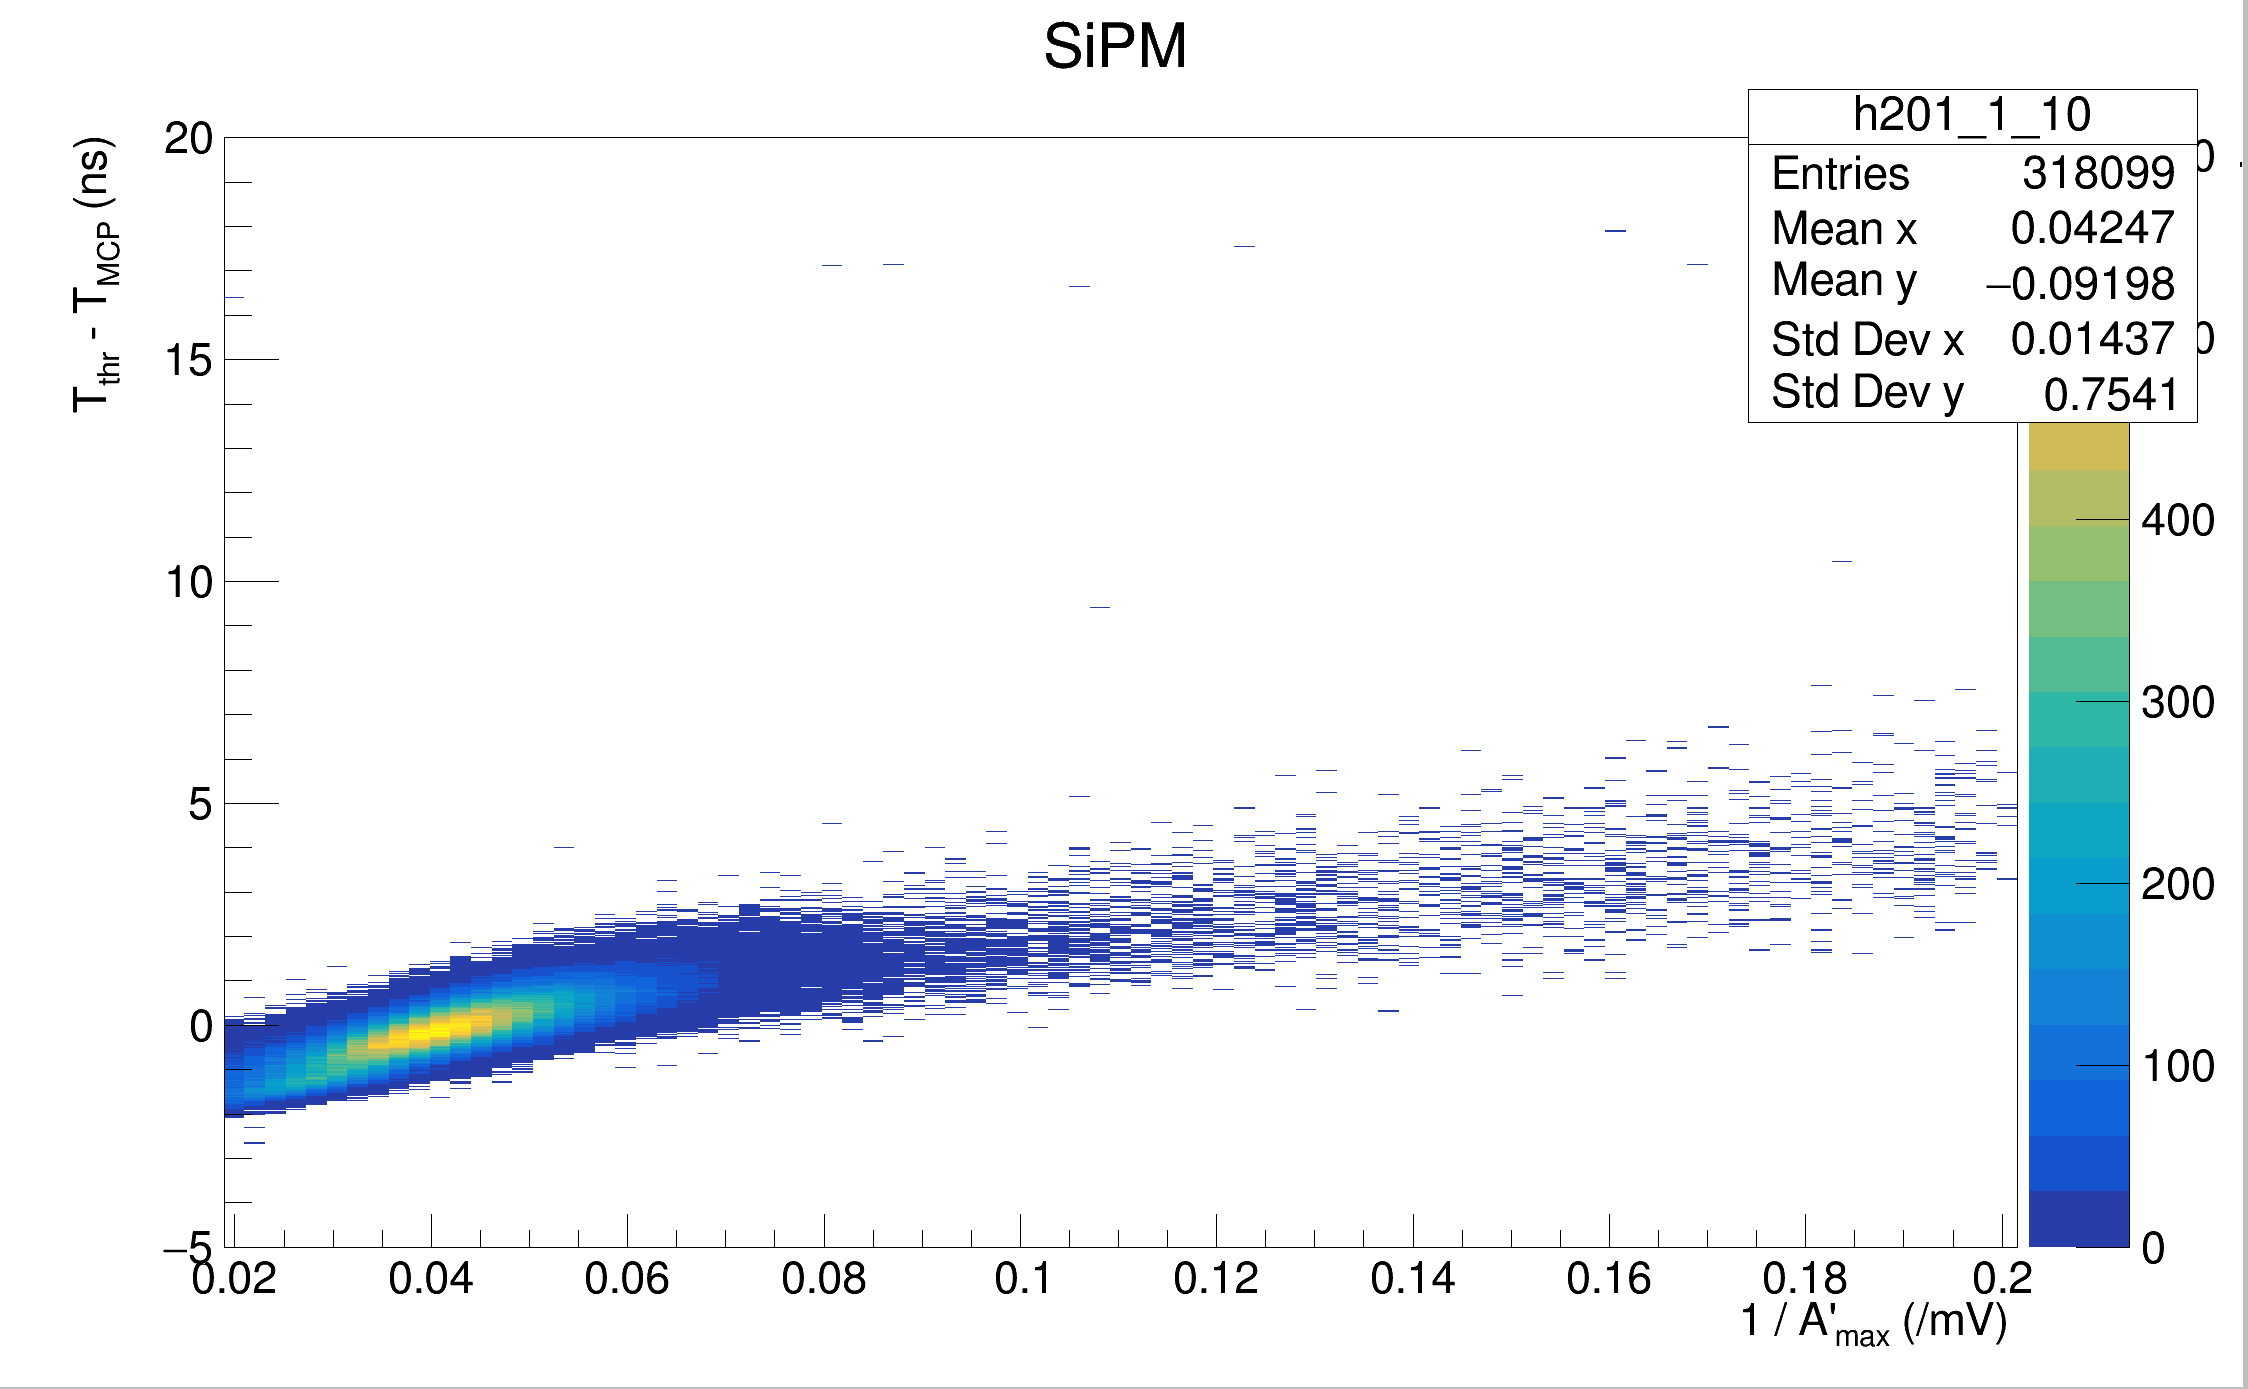 SiPM
T_thr - T_MCP (ns)
20
15
10
5
0
−5
h201_1_10
Entries 318099
Mean x 0.04247
Mean y −0.09198
Std Dev x 0.01437
Std Dev y 0.7541
400
300
200
100
0
0.02 0.04 0.06 0.08 0.1 0.12 0.14 0.16 0.18 0.2
1 / A'_max (/mV)